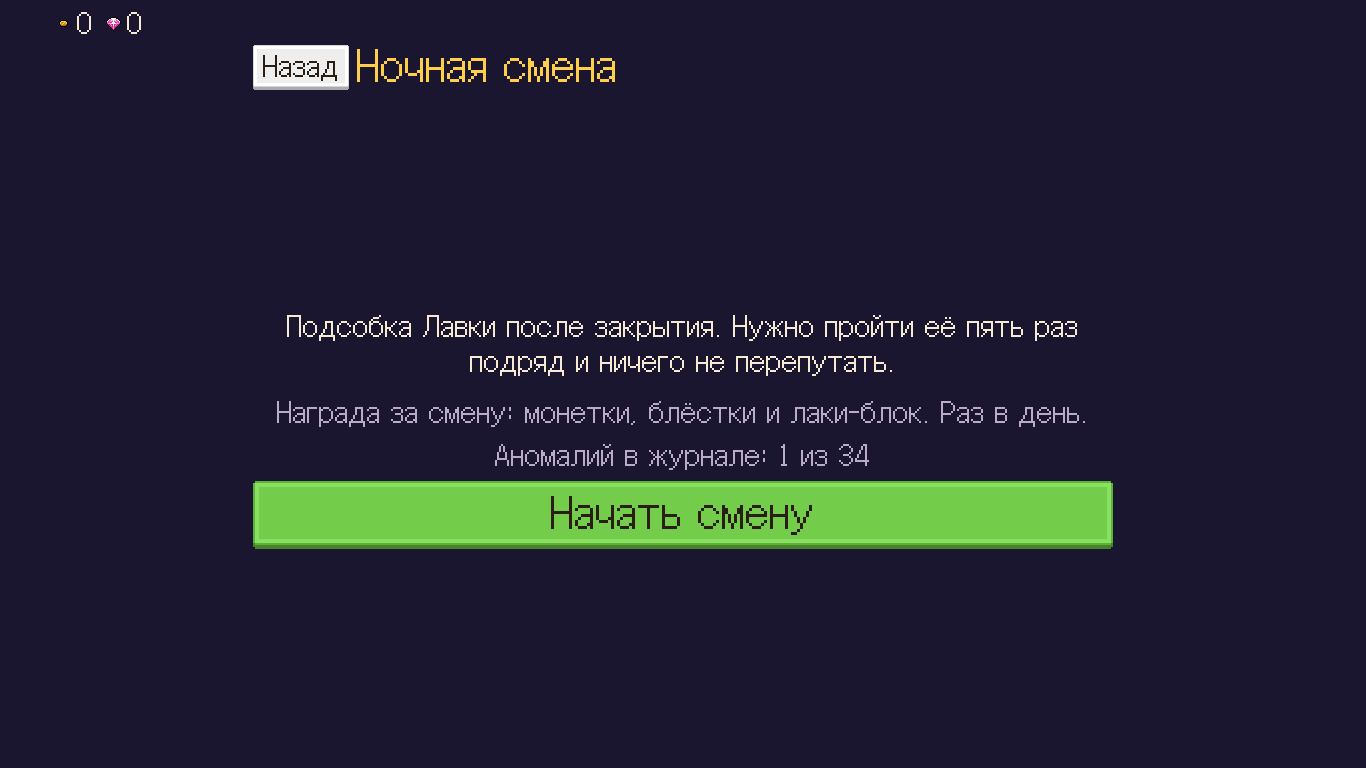 0 0
Назад Ночная смена
Подсобка Лавки после закрытия. Нужно пройти её пять раз
подряд и ничего не перепутать.
Награда за смену: монетки, блёстки и лаки-блок. Раз в день.
Аномалий в журнале: 1 из 34
Начать смену